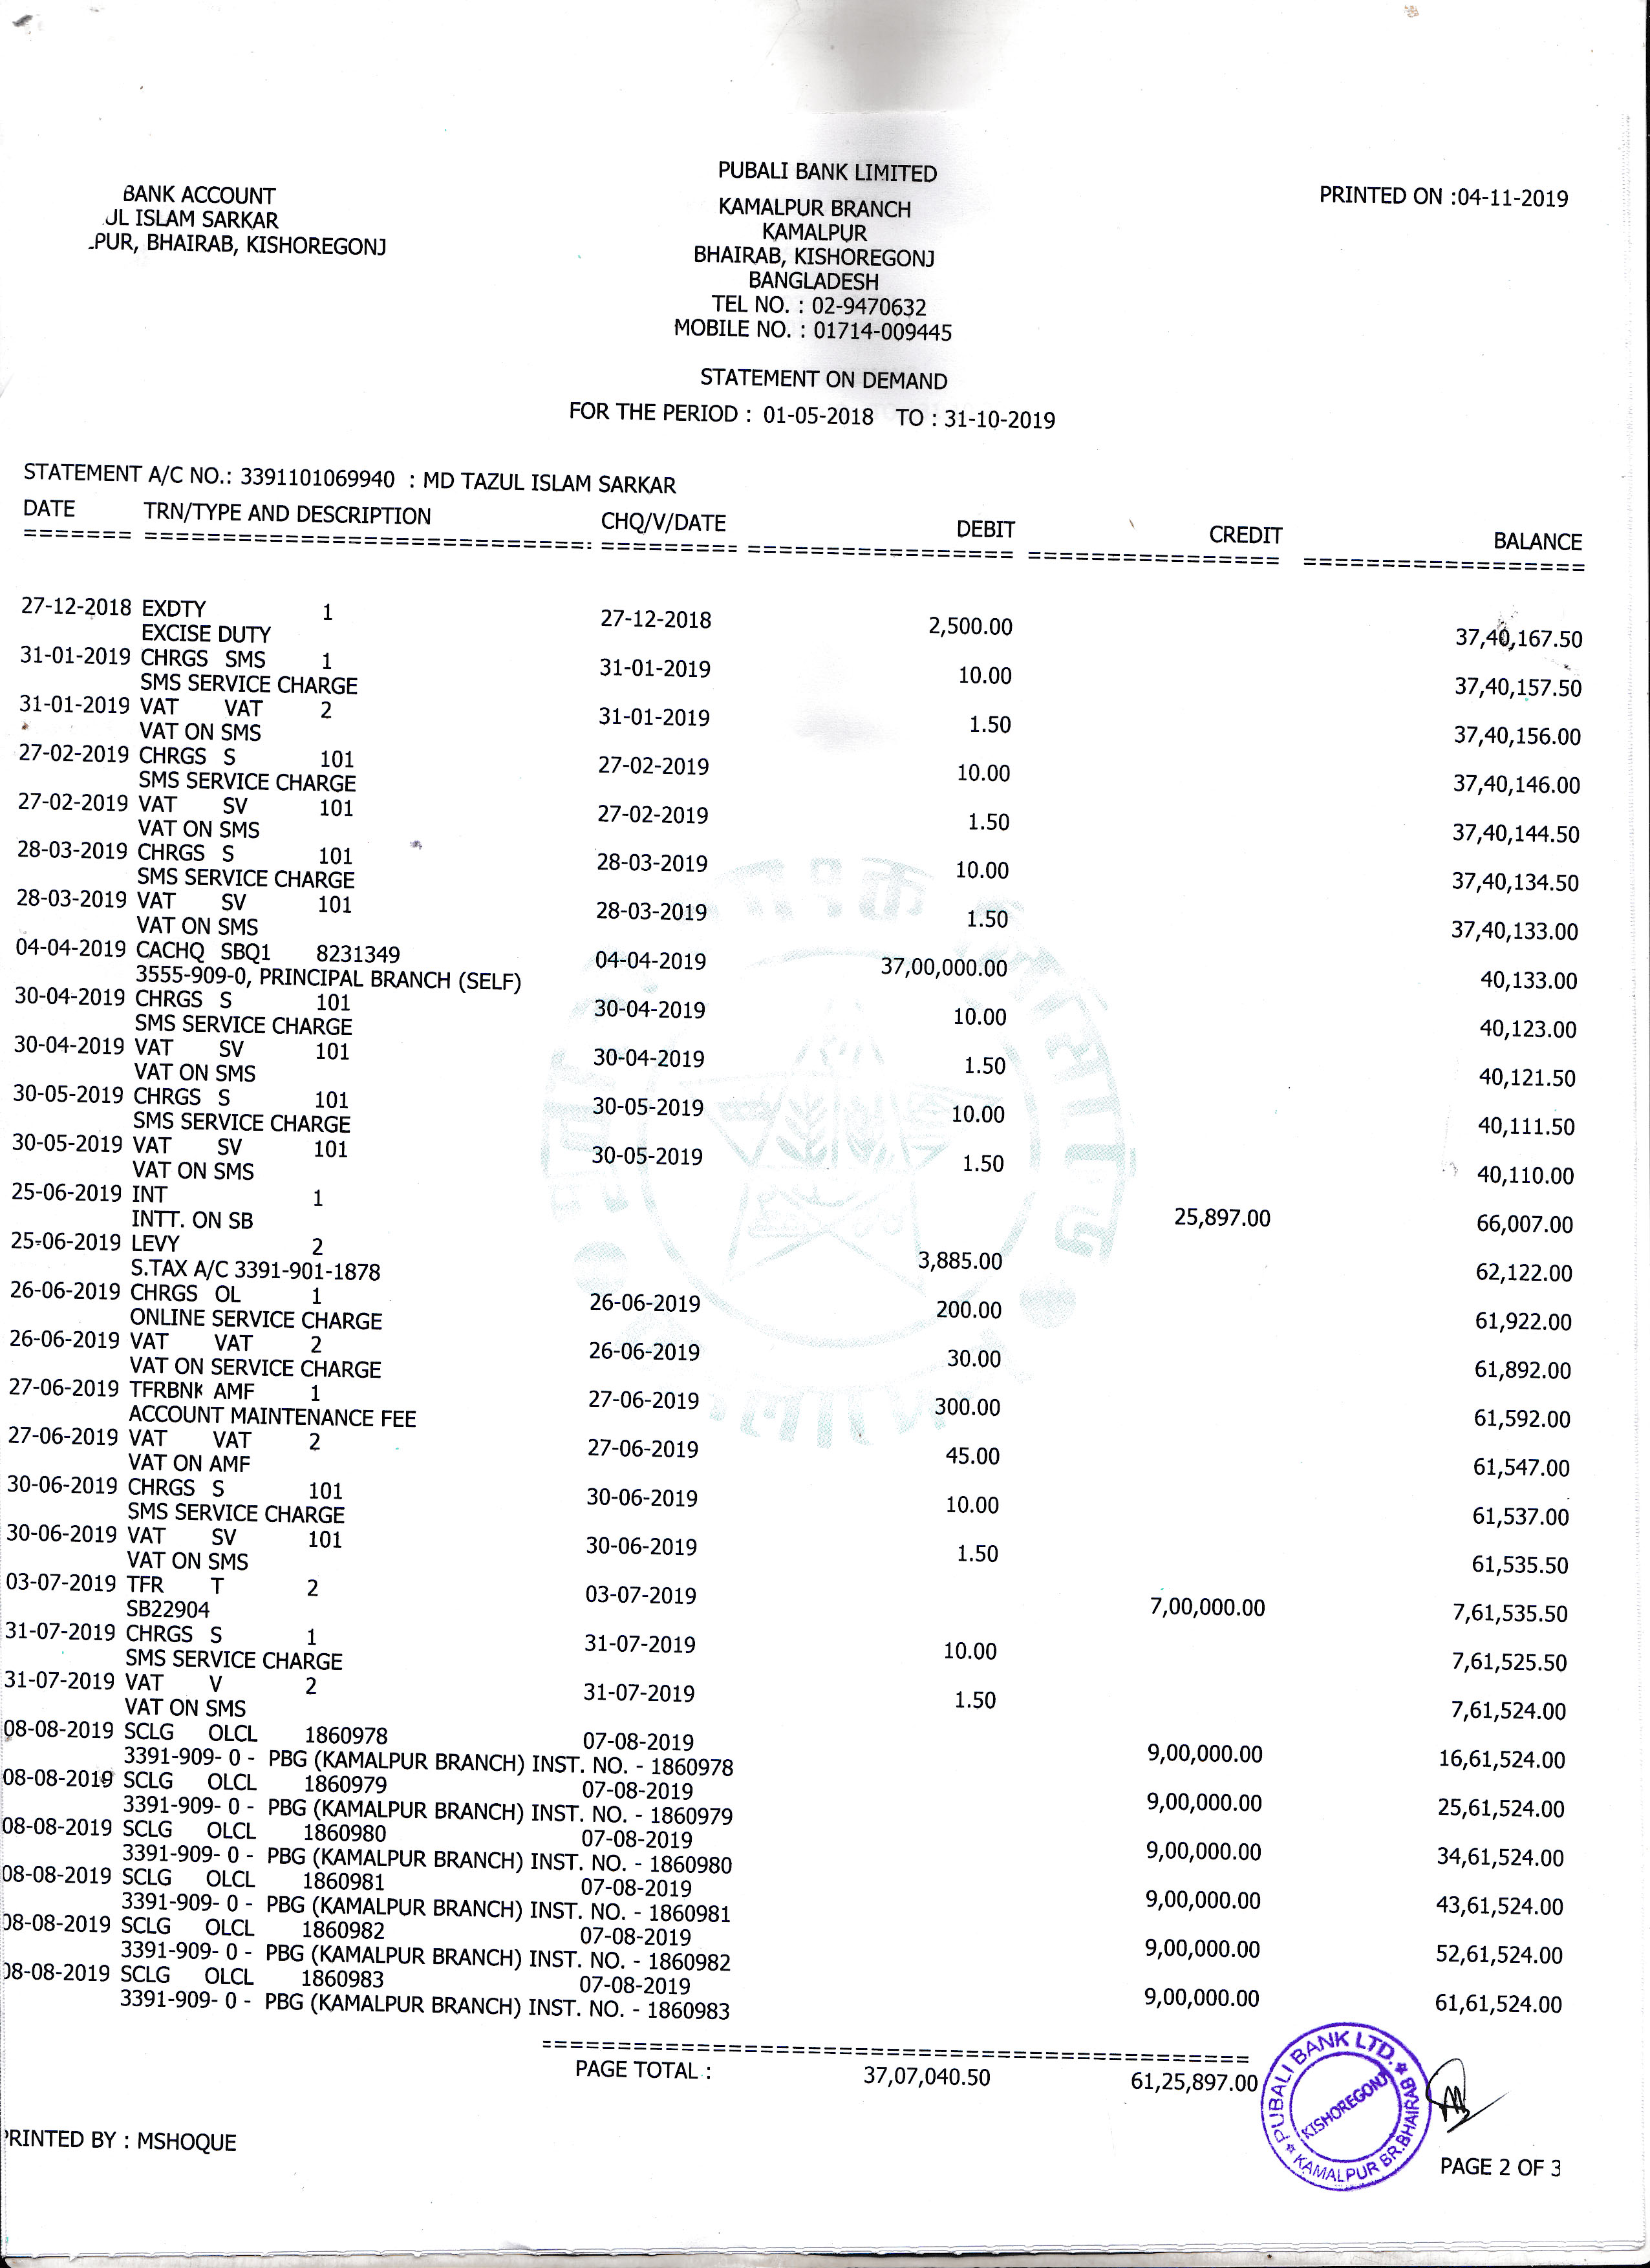 PUBALI BANK LIMITED
BANK ACCOUNT
UL ISLAM SARKAR
PUR, BHAIRAB, KISHOREGONJ
KAMALPUR BRANCH
KAMALPUR
BHAIRAB, KISHOREGONJ
BANGLADESH
TEL NO. : 02-9470632
MOBILE NO. : 01714-009445
PRINTED ON :04-11-2019
STATEMENT ON DEMAND
FOR THE PERIOD : 01-05-2018 TO : 31-10-2019
STATEMENT A/C NO.: 3391101069940 : MD TAZUL ISLAM SARKAR
DATE TRN/TYPE AND DESCRIPTION CHQ/V/DATE DEBIT CREDIT BALANCE
27-12-2018 EXDTY 1 27-12-2018 2,500.00 37,40,167.50
EXCISE DUTY
31-01-2019 CHRGS SMS 1 31-01-2019 10.00 37,40,157.50
SMS SERVICE CHARGE
31-01-2019 VAT VAT 2 31-01-2019 1.50 37,40,156.00
VAT ON SMS
27-02-2019 CHRGS S 101 27-02-2019 10.00 37,40,146.00
SMS SERVICE CHARGE
27-02-2019 VAT SV 101 27-02-2019 1.50 37,40,144.50
VAT ON SMS
28-03-2019 CHRGS S 101 28-03-2019 10.00 37,40,134.50
SMS SERVICE CHARGE
28-03-2019 VAT SV 101 28-03-2019 1.50 37,40,133.00
VAT ON SMS
04-04-2019 CACHQ SBQ1 8231349 04-04-2019 37,00,000.00 40,133.00
3555-909-0, PRINCIPAL BRANCH (SELF)
30-04-2019 CHRGS S 101 30-04-2019 10.00 40,123.00
SMS SERVICE CHARGE
30-04-2019 VAT SV 101 30-04-2019 1.50 40,121.50
VAT ON SMS
30-05-2019 CHRGS S 101 30-05-2019 10.00 40,111.50
SMS SERVICE CHARGE
30-05-2019 VAT SV 101 30-05-2019 1.50 40,110.00
VAT ON SMS
25-06-2019 INT 1 25,897.00 66,007.00
INTT. ON SB
25-06-2019 LEVY 2 3,885.00 62,122.00
S.TAX A/C 3391-901-1878
26-06-2019 CHRGS OL 1 26-06-2019 200.00 61,922.00
ONLINE SERVICE CHARGE
26-06-2019 VAT VAT 2 26-06-2019 30.00 61,892.00
VAT ON SERVICE CHARGE
27-06-2019 TFRBNK AMF 1 27-06-2019 300.00 61,592.00
ACCOUNT MAINTENANCE FEE
27-06-2019 VAT VAT 2 27-06-2019 45.00 61,547.00
VAT ON AMF
30-06-2019 CHRGS S 101 30-06-2019 10.00 61,537.00
SMS SERVICE CHARGE
30-06-2019 VAT SV 101 30-06-2019 1.50 61,535.50
VAT ON SMS
03-07-2019 TFR T 2 03-07-2019 7,00,000.00 7,61,535.50
SB22904
31-07-2019 CHRGS S 1 31-07-2019 10.00 7,61,525.50
SMS SERVICE CHARGE
31-07-2019 VAT V 2 31-07-2019 1.50 7,61,524.00
VAT ON SMS
08-08-2019 SCLG OLCL 1860978 07-08-2019 9,00,000.00 16,61,524.00
3391-909- 0 - PBG (KAMALPUR BRANCH) INST. NO. - 1860978
08-08-2019 SCLG OLCL 1860979 07-08-2019 9,00,000.00 25,61,524.00
3391-909- 0 - PBG (KAMALPUR BRANCH) INST. NO. - 1860979
08-08-2019 SCLG OLCL 1860980 07-08-2019 9,00,000.00 34,61,524.00
3391-909- 0 - PBG (KAMALPUR BRANCH) INST. NO. - 1860980
08-08-2019 SCLG OLCL 1860981 07-08-2019 9,00,000.00 43,61,524.00
3391-909- 0 - PBG (KAMALPUR BRANCH) INST. NO. - 1860981
08-08-2019 SCLG OLCL 1860982 07-08-2019 9,00,000.00 52,61,524.00
3391-909- 0 - PBG (KAMALPUR BRANCH) INST. NO. - 1860982
08-08-2019 SCLG OLCL 1860983 07-08-2019 9,00,000.00 61,61,524.00
3391-909- 0 - PBG (KAMALPUR BRANCH) INST. NO. - 1860983
PAGE TOTAL : 37,07,040.50 61,25,897.00
PUBALI BANK LTD.
KISHOREGONJ
KAMALPUR BR.BHAIRAB
PRINTED BY : MSHOQUE
PAGE 2 OF 3